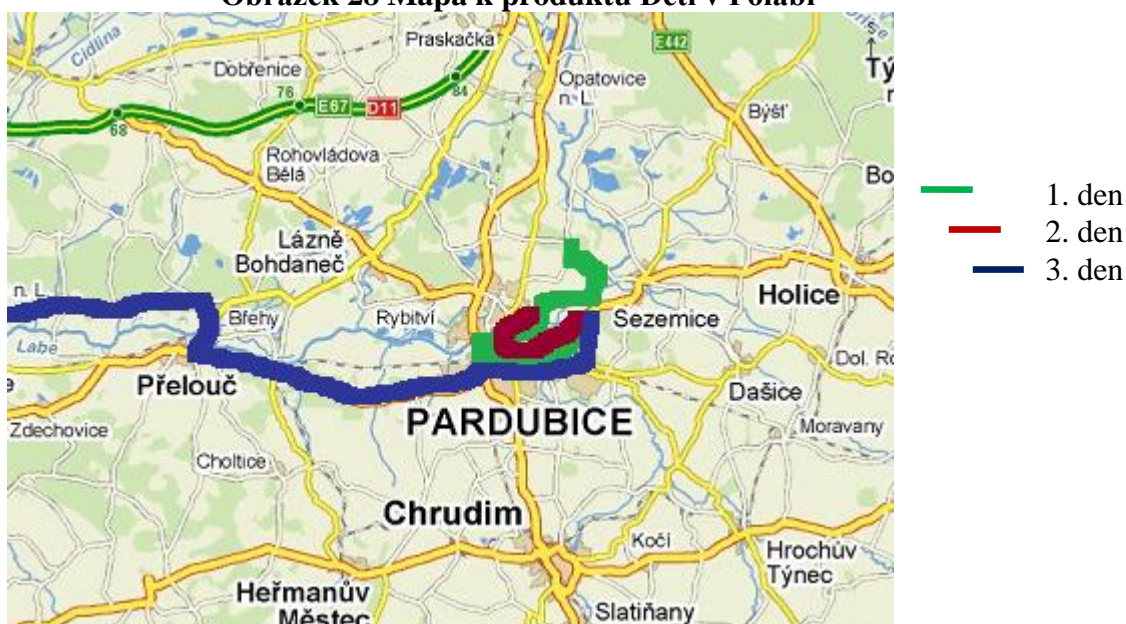 Obrázek 28 Mapa k produktu Děti v Polabí
Cidlina
Praskačka
E442
Dobřenice
Opatovice
n. L.
76
E67
D11
84
68
Býšť
Rohovládova
Bělá
Bo
Lázně
Bohdaneč
n. L.
Holice
Břehy
Rybitví
Sezemice
Labe
Dol. Ro
Přelouč
Dašice
PARDUBICE
Zdechovice
Moravany
Choltice
Chrudim
Kočí
Hrochův
Týnec
Heřmanův
Městec
Slatiňany
1. den
2. den
3. den